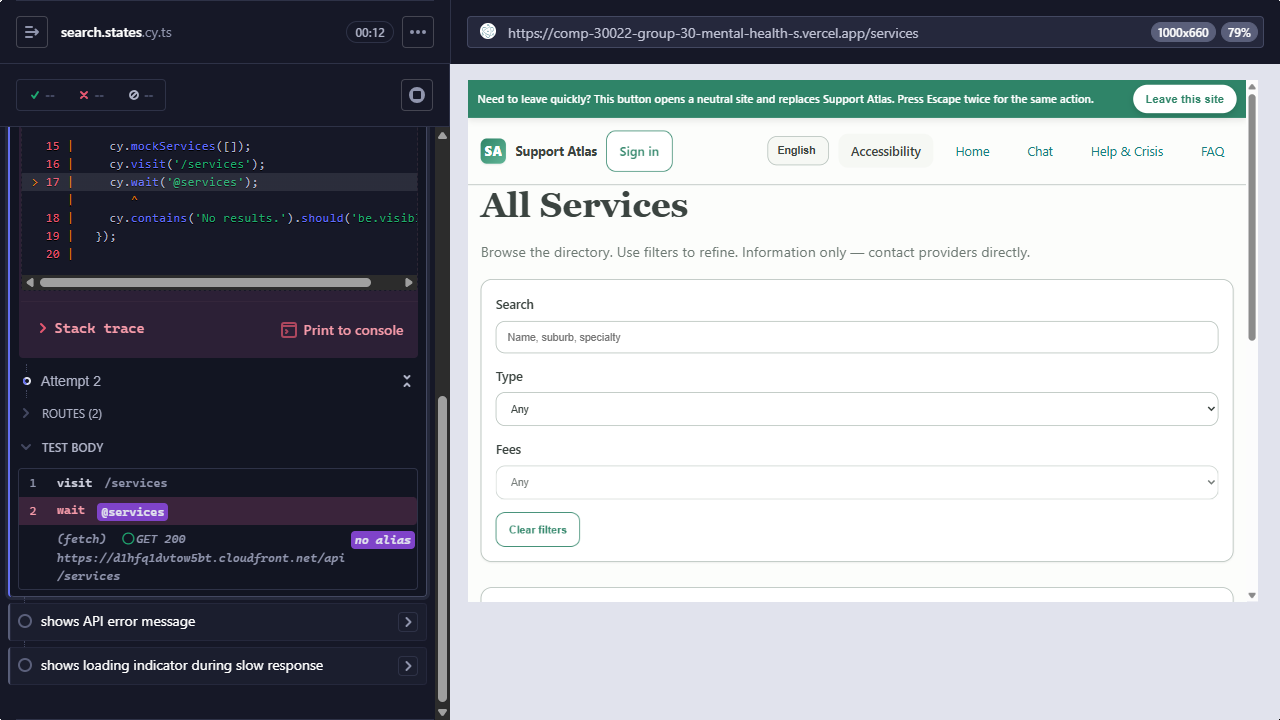 search.states.cy.ts
00:12
--
--
--
15 | cy.mockServices([]);
16 | cy.visit('/services');
> 17 | cy.wait('@services');
| ^
18 | cy.contains('No results.').should('be.visibl
19 | });
20 |
Stack trace
Print to console
Attempt 2
ROUTES (2)
TEST BODY
1 visit /services
2 wait @services
(fetch) GET 200 no alias
https://d1hfq1dvtow5bt.cloudfront.net/api
/services
shows API error message
shows loading indicator during slow response
https://comp-30022-group-30-mental-health-s.vercel.app/services
1000x660
79%
Need to leave quickly? This button opens a neutral site and replaces Support Atlas. Press Escape twice for the same action.
Leave this site
SA Support Atlas
Sign in
English
Accessibility
Home
Chat
Help & Crisis
FAQ
All Services
Browse the directory. Use filters to refine. Information only — contact providers directly.
Search
Name, suburb, specialty
Type
Any
Fees
Any
Clear filters